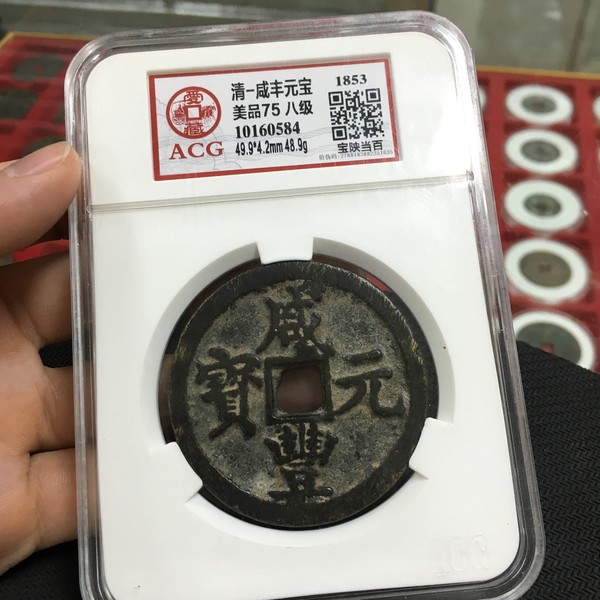 清-咸丰元宝
美品75 八级
10160584
49.9*4.2mm 48.9g
ACG
1853
宝陕当百
咸
豐
元
寶
ACG